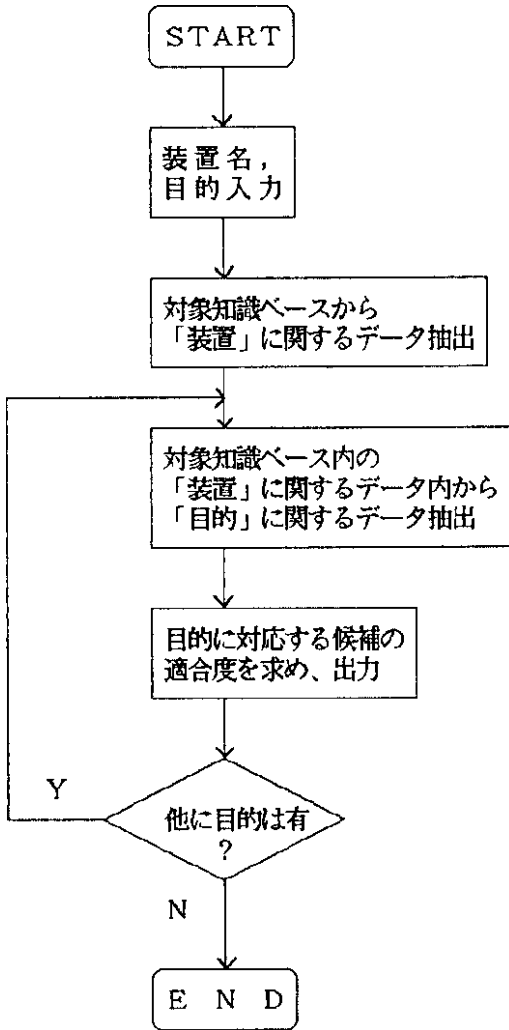 START
装置名,
目的入力
対象知識ベースから
「装置」に関するデータ抽出
対象知識ベース内の
「装置」に関するデータ内から
「目的」に関するデータ抽出
目的に対応する候補の
適合度を求め、出力
Y
他に目的は有
?
N
END